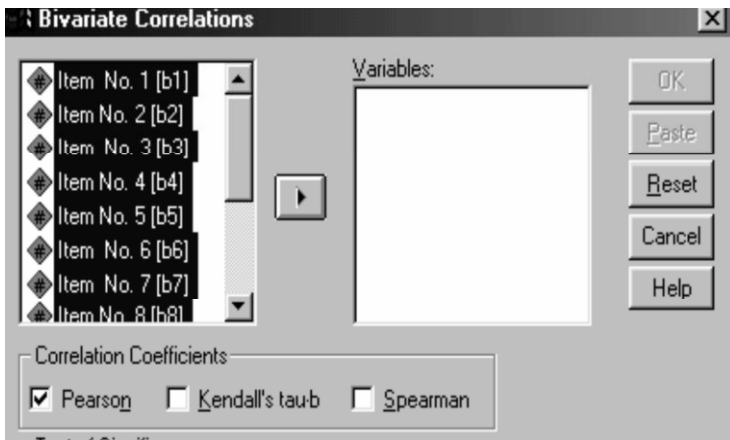 Bivariate Correlations
Item No. 1 [b1]
Item No. 2 [b2]
Item No. 3 [b3]
Item No. 4 [b4]
Item No. 5 [b5]
Item No. 6 [b6]
Item No. 7 [b7]
Item No. 8 [b8]
Variables:
OK
Paste
Reset
Cancel
Help
Correlation Coefficients
Pearson
Kendall's tau-b
Spearman